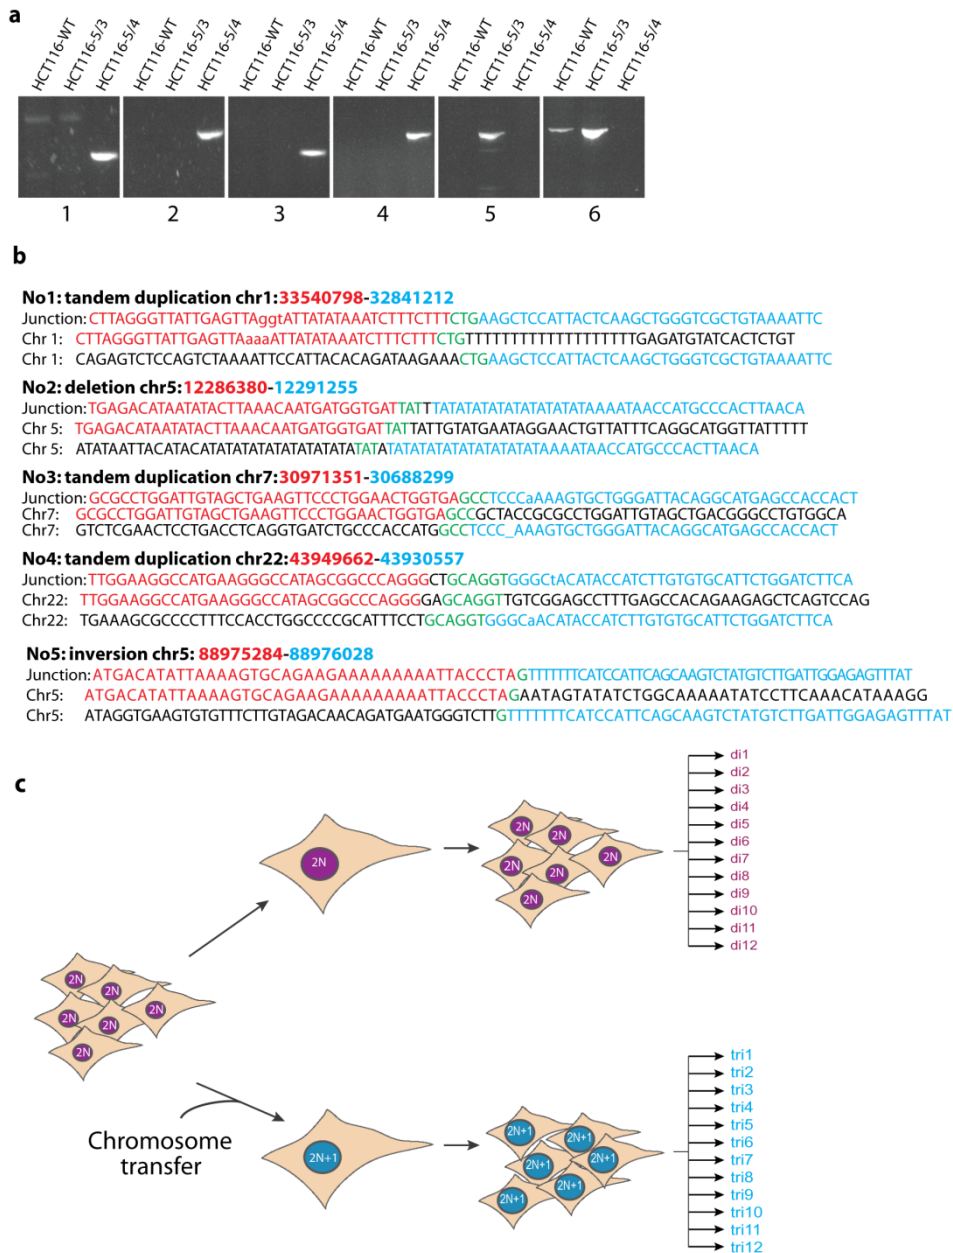 a
HCT116-WT HCT116-5/3 HCT116-5/4 HCT116-WT HCT116-5/3 HCT116-5/4 HCT116-WT HCT116-5/3 HCT116-5/4 HCT116-WT HCT116-5/3 HCT116-5/4 HCT116-WT HCT116-5/3 HCT116-5/4 HCT116-WT HCT116-5/3 HCT116-5/4
1 2 3 4 5 6
b
No1: tandem duplication chr1:33540798-32841212
Junction: CTTAGGGTTATTGAGTTAggtATTATATAAATCTTTCTTTCTGAAGCTCCATTACTCAAGCTGGGTCGCTGTAAAATTC
Chr 1: CTTAGGGTTATTGAGTTAaaaATTATATAAATCTTTCTTTCTGTTTTTTTTTTTTTTTTTTTGAGATGTATCACTCTGT
Chr 1: CAGAGTCTCCAGTCTAAAATTCCATTACACAGATAAGAAACTGAAGCTCCATTACTCAAGCTGGGTCGCTGTAAAATTC
No2: deletion chr5:12286380-12291255
Junction:TGAGACATAATATACTTAAACAATGATGGTGATTATTTATATATATATATATATAAAATAACCATGCCCACTTAACA
Chr 5: TGAGACATAATATACTTAAACAATGATGGTGATTATTATTGTATGAATAGGAACTGTTATTTCAGGCATGGTTATTTTT
Chr 5: ATATAATTACATACATATATATATATATATATATATATATATATATATATAAAATAACCATGCCCACTTAACA
No3: tandem duplication chr7:30971351-30688299
Junction:GCGCCTGGATTGTAGCTGAAGTTCCCTGGAACTGGTGAGCCTCCCaAAAGTGCTGGGATTACAGGCATGAGCCACCACT
Chr7: GCGCCTGGATTGTAGCTGAAGTTCCCTGGAACTGGTGAGCCGCTACCGCGCCTGGATTGTAGCTGACGGGCCTGTGGCA
Chr7: GTCTCGAACTCCTGACCTCAGGTGATCTGCCCACCATGGCCTCCC_AAAGTGCTGGGATTACAGGCATGAGCCACCACT
No4: tandem duplication chr22:43949662-43930557
Junction:TTGGAAGGCCATGAAGGGCCATAGCGGCCCAGGGCTGCAGGTGGGCtACATACCATCTTGTGTGCATTCTGGATCTTCA
Chr22: TTGGAAGGCCATGAAGGGCCATAGCGGCCCAGGGGAGCAGGTTGTCGGAGCCTTTGAGCCACAGAAGAGCTCAGTCCAG
Chr22: TGAAAGCGCCCCTTTCCACCTGGCCCCGCATTTCCTGCAGGTGGGCaACATACCATCTTGTGTGCATTCTGGATCTTCA
No5: inversion chr5: 88975284-88976028
Junction:ATGACATATTAAAAGTGCAGAAGAAAAAAAAAATTACCCTAGTTTTTTTCATCCATTCAGCAAGTCTATGTCTTGATTGGAGAGTTTAT
Chr5: ATGACATATTAAAAGTGCAGAAGAAAAAAAAAATTACCCTAGAATAGTATATCTGGCAAAAATATCCTTCAAACATAAAGG
Chr5: ATAGGTGAAGTGTGTTTCTTGTAGACAACAGATGAATGGGTCTTGTTTTTTTCATCCATTCAGCAAGTCTATGTCTTGATTGGAGAGTTTAT
c
2N 2N 2N 2N 2N 2N
2N
2N 2N 2N 2N 2N 2N
di1
di2
di3
di4
di5
di6
di7
di8
di9
di10
di11
di12
Chromosome
transfer
2N+1
2N+1 2N+1 2N+1 2N+1 2N+1 2N+1
tri1
tri2
tri3
tri4
tri5
tri6
tri7
tri8
tri9
tri10
tri11
tri12